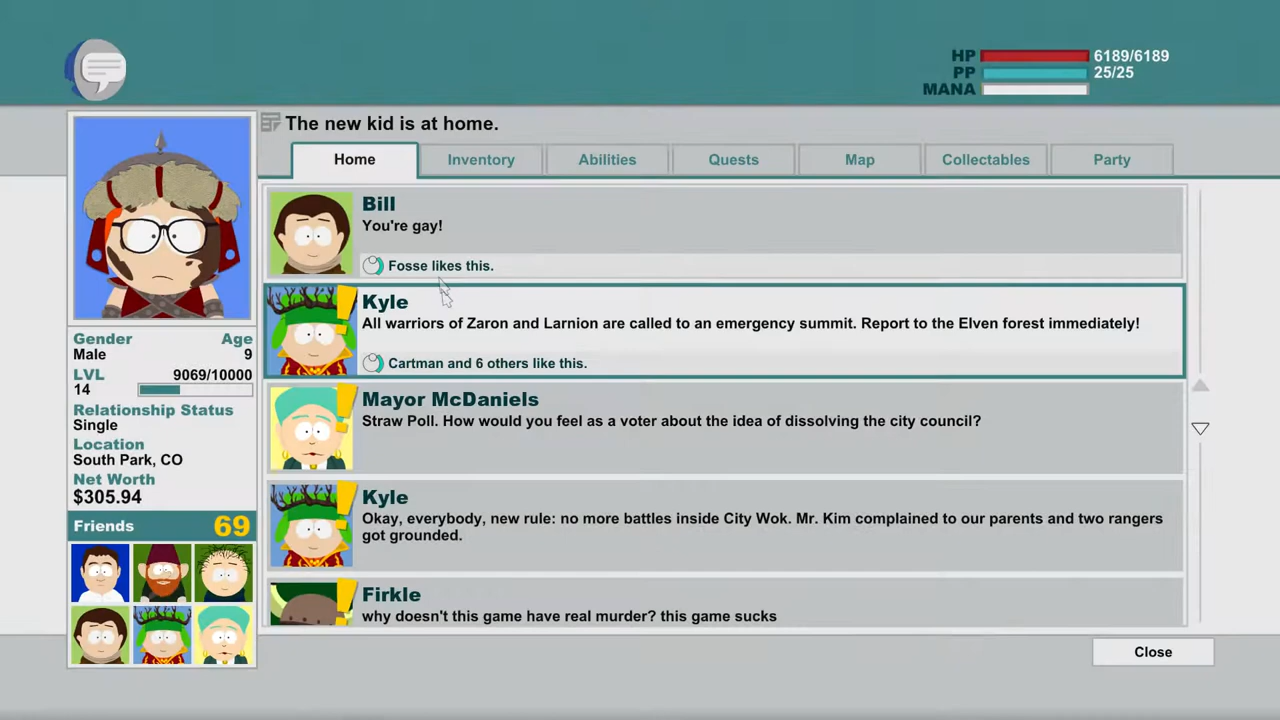 HP 6189/6189
PP 25/25
MANA
The new kid is at home.
Home Inventory Abilities Quests Map Collectables Party
Gender Age
Male 9
LVL 9069/10000
14
Relationship Status
Single
Location
South Park, CO
Net Worth
$305.94
Friends 69
Bill
You're gay!
Fosse likes this.
Kyle
All warriors of Zaron and Larnion are called to an emergency summit. Report to the Elven forest immediately!
Cartman and 6 others like this.
Mayor McDaniels
Straw Poll. How would you feel as a voter about the idea of dissolving the city council?
Kyle
Okay, everybody, new rule: no more battles inside City Wok. Mr. Kim complained to our parents and two rangers
got grounded.
Firkle
why doesn't this game have real murder? this game sucks
Close